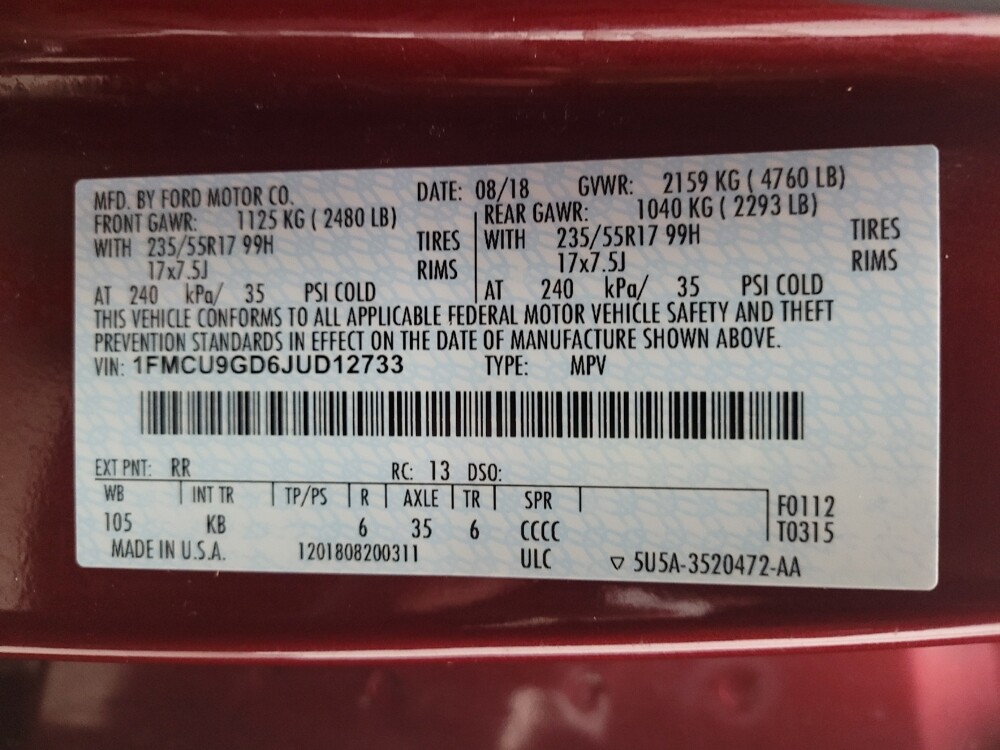 MFD. BY FORD MOTOR CO. DATE: 08/18 GVWR: 2159 KG ( 4760 LB)
FRONT GAWR: 1125 KG ( 2480 LB) REAR GAWR: 1040 KG ( 2293 LB)
WITH 235/55R17 99H TIRES WITH 235/55R17 99H TIRES
17x7.5J RIMS 17x7.5J RIMS
AT 240 kPa/ 35 PSI COLD AT 240 kPa/ 35 PSI COLD
THIS VEHICLE CONFORMS TO ALL APPLICABLE FEDERAL MOTOR VEHICLE SAFETY AND THEFT
PREVENTION STANDARDS IN EFFECT ON THE DATE OF MANUFACTURE SHOWN ABOVE.
VIN: 1FMCU9GD6JUD12733 TYPE: MPV
EXT PNT: RR RC: 13 DSO:
WB INT TR TP/PS R AXLE TR SPR F0112
105 KB 6 35 6 CCCC T0315
MADE IN U.S.A. 1201808200311 ULC ▽ 5U5A-3520472-AA